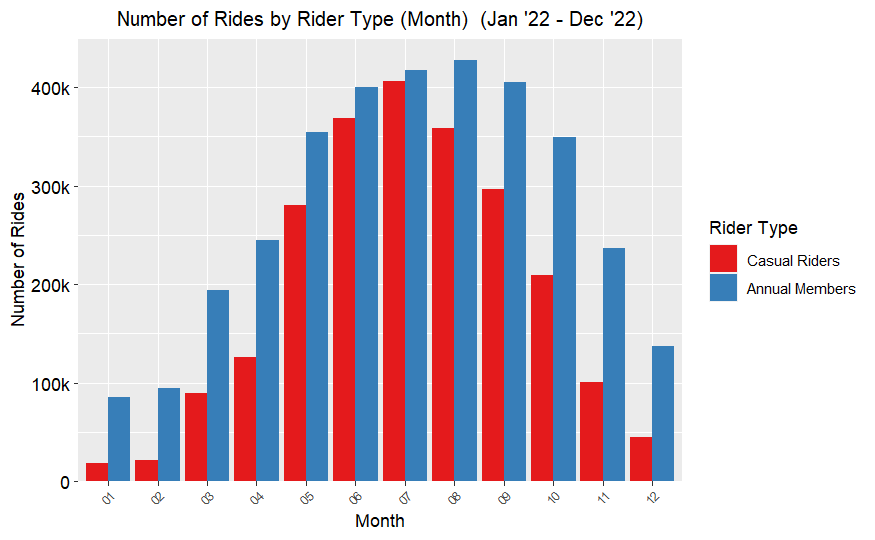 Number of Rides by Rider Type (Month)  (Jan '22 - Dec '22)
Number of Rides
400k
300k
200k
100k
0
01 02 03 04 05 06 07 08 09 10 11 12
Month
Rider Type
Casual Riders
Annual Members